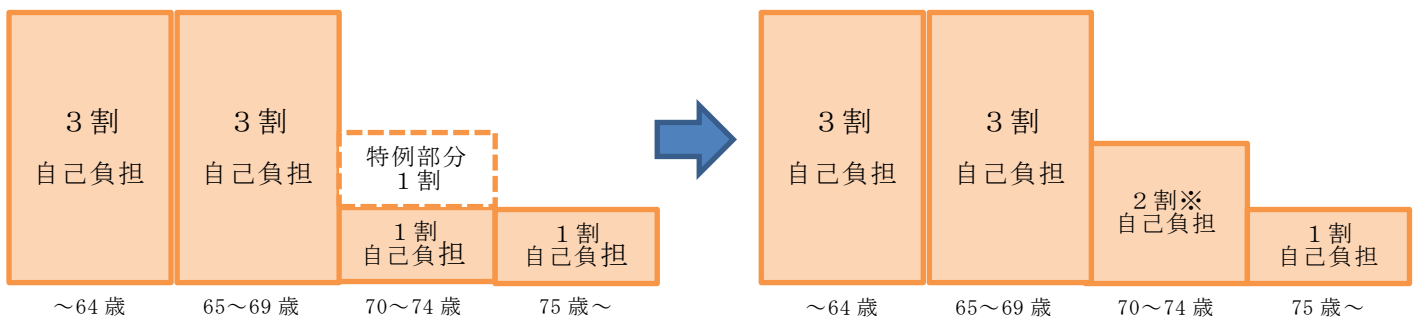 ３割
自己負担
３割
自己負担
特例部分
１割
１割
自己負担
１割
自己負担
～64 歳
65～69 歳
70～74 歳
75 歳～
３割
自己負担
３割
自己負担
２割※
自己負担
１割
自己負担
～64 歳
65～69 歳
70～74 歳
75 歳～